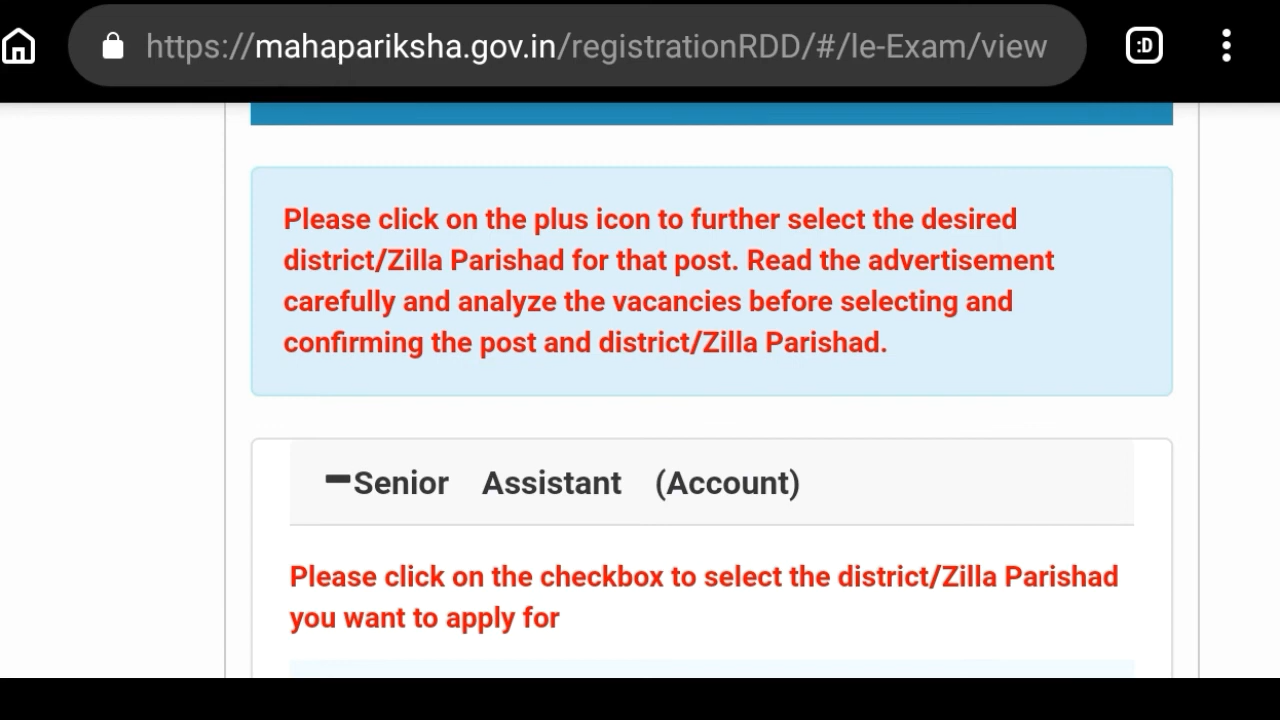 https://mahapariksha.gov.in/registrationRDD/#/le-Exam/view
:D
Please click on the plus icon to further select the desired
district/Zilla Parishad for that post. Read the advertisement
carefully and analyze the vacancies before selecting and
confirming the post and district/Zilla Parishad.
Senior Assistant (Account)
Please click on the checkbox to select the district/Zilla Parishad
you want to apply for